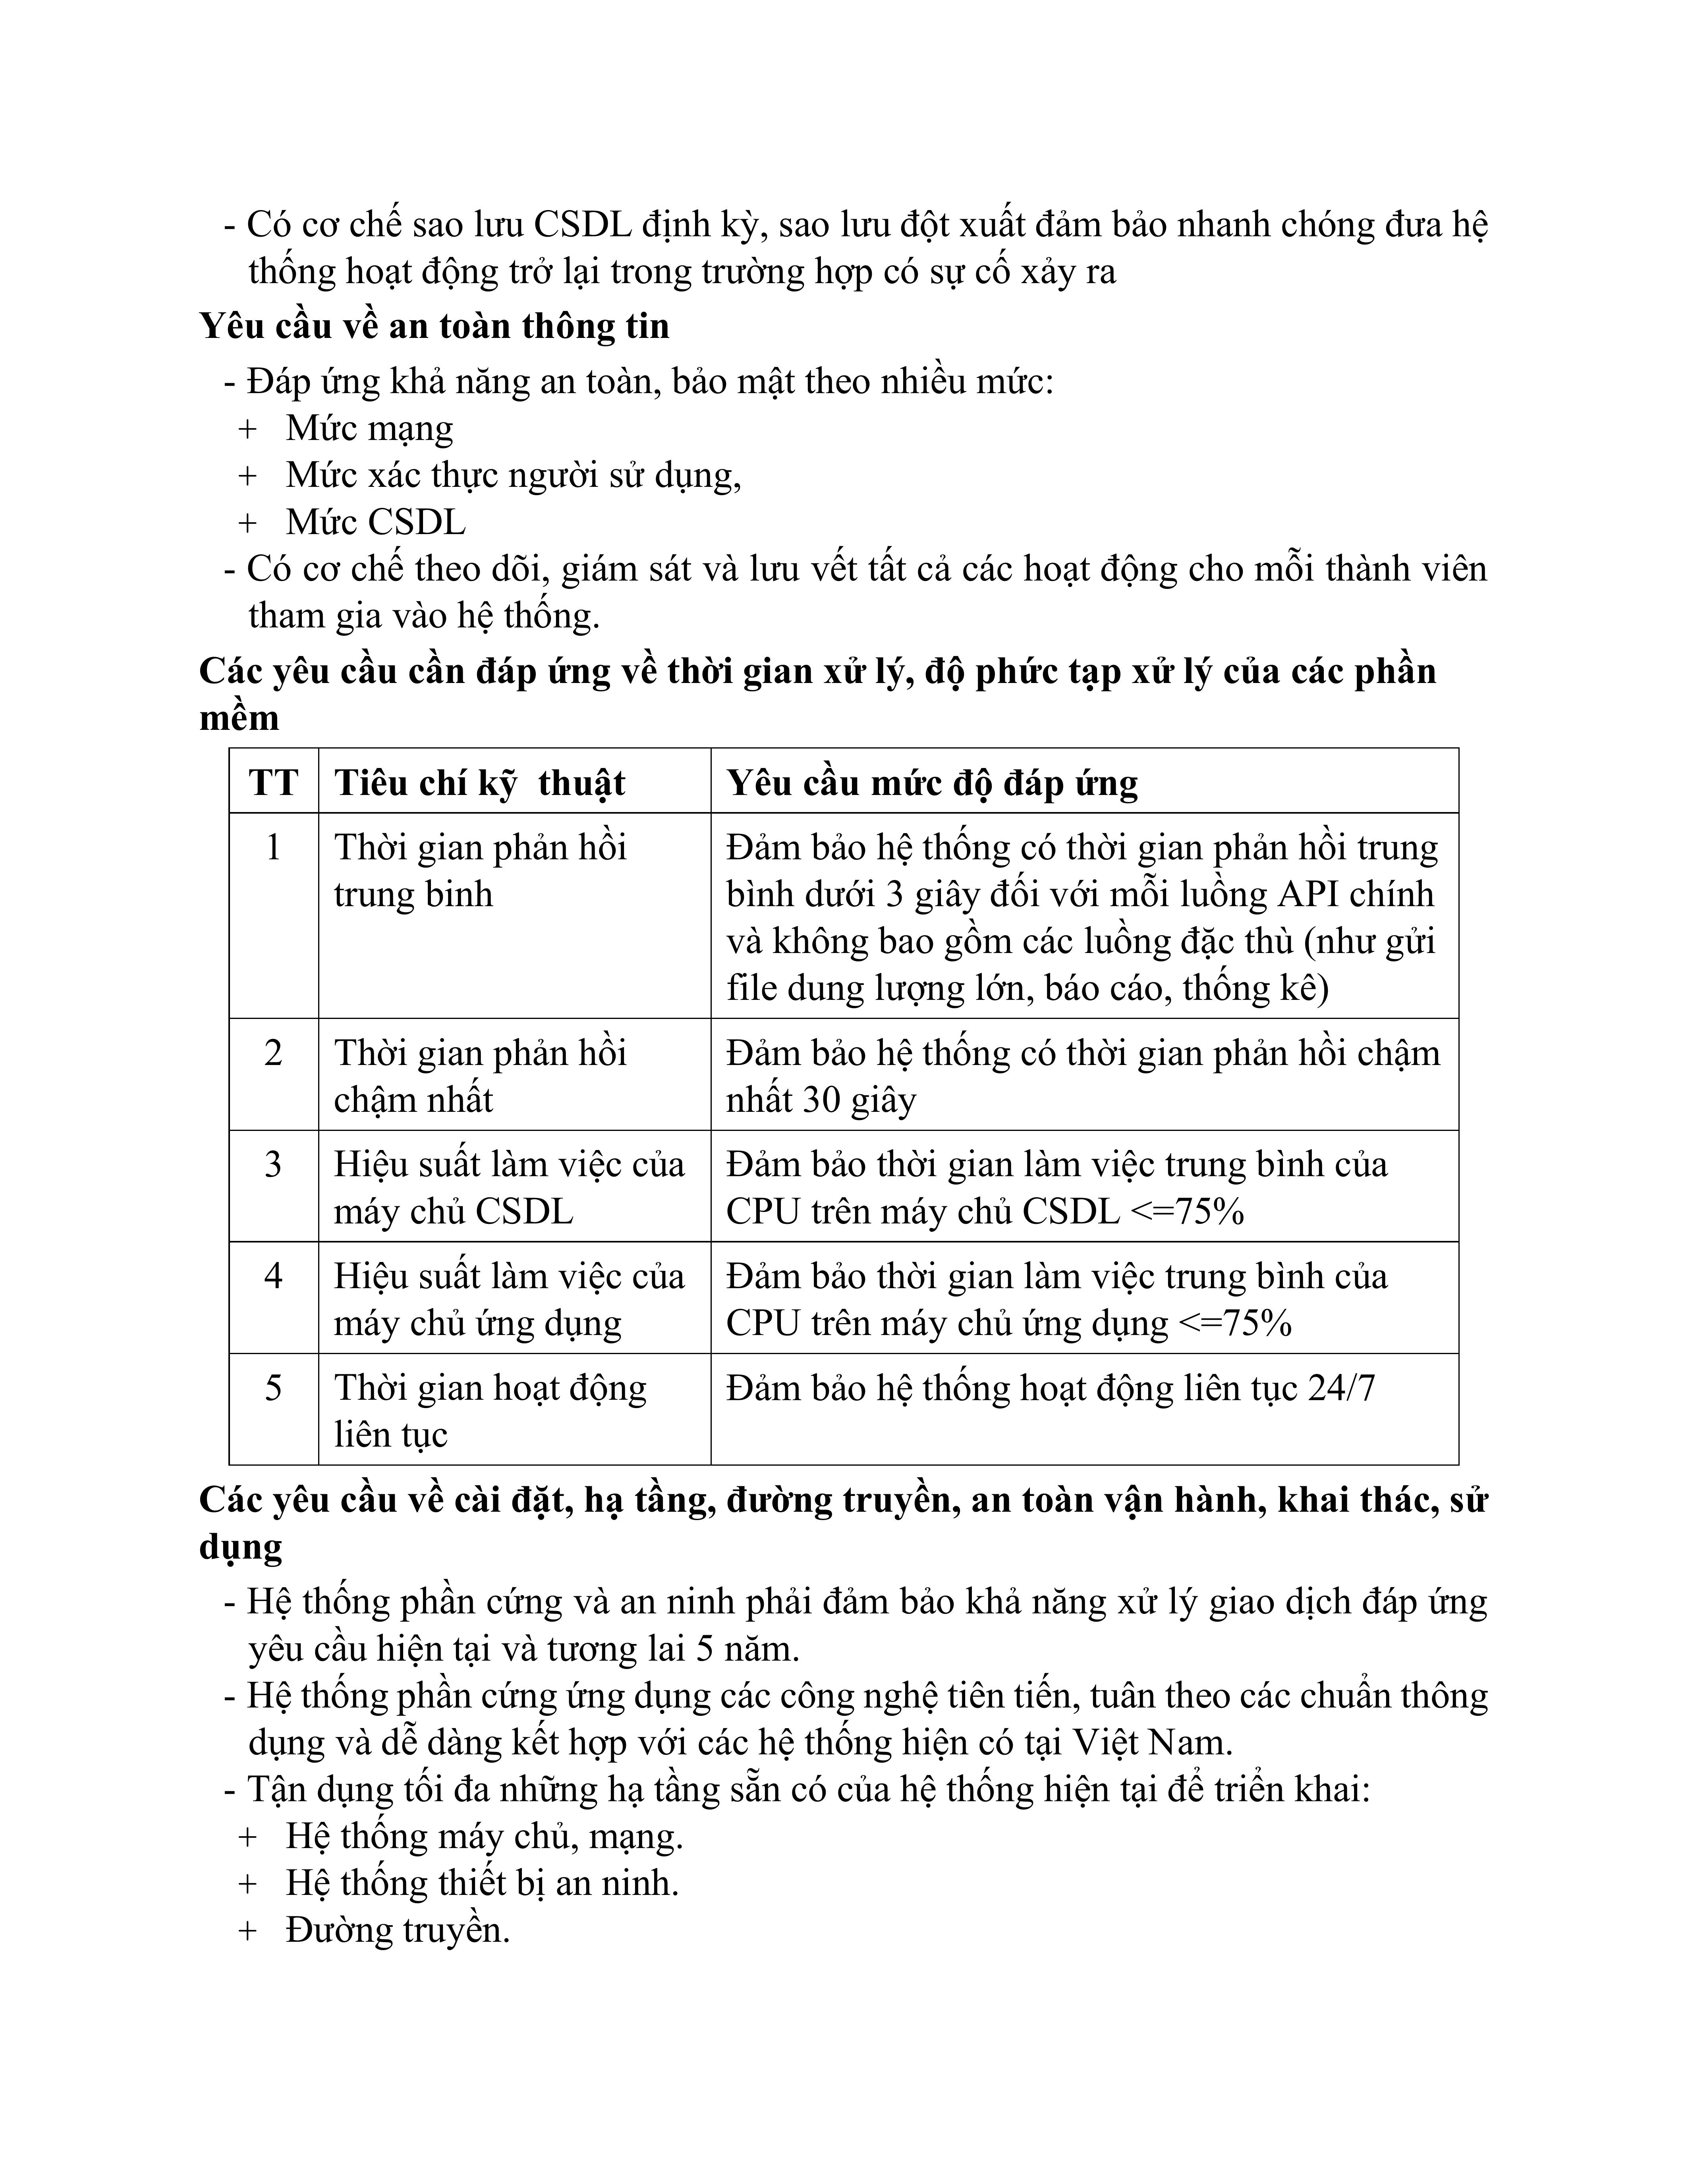 - Có cơ chế sao lưu CSDL định kỳ, sao lưu đột xuất đảm bảo nhanh chóng đưa hệ
thống hoạt động trở lại trong trường hợp có sự cố xảy ra
Yêu cầu về an toàn thông tin
- Đáp ứng khả năng an toàn, bảo mật theo nhiều mức:
+ Mức mạng
+ Mức xác thực người sử dụng,
+ Mức CSDL
- Có cơ chế theo dõi, giám sát và lưu vết tất cả các hoạt động cho mỗi thành viên
tham gia vào hệ thống.
Các yêu cầu cần đáp ứng về thời gian xử lý, độ phức tạp xử lý của các phần
mềm
TT Tiêu chí kỹ  thuật Yêu cầu mức độ đáp ứng
1 Thời gian phản hồi Đảm bảo hệ thống có thời gian phản hồi trung
trung binh bình dưới 3 giây đối với mỗi luồng API chính
và không bao gồm các luồng đặc thù (như gửi
file dung lượng lớn, báo cáo, thống kê)
2 Thời gian phản hồi Đảm bảo hệ thống có thời gian phản hồi chậm
chậm nhất nhất 30 giây
3 Hiệu suất làm việc của Đảm bảo thời gian làm việc trung bình của
máy chủ CSDL CPU trên máy chủ CSDL <=75%
4 Hiệu suất làm việc của Đảm bảo thời gian làm việc trung bình của
máy chủ ứng dụng CPU trên máy chủ ứng dụng <=75%
5 Thời gian hoạt động Đảm bảo hệ thống hoạt động liên tục 24/7
liên tục
Các yêu cầu về cài đặt, hạ tầng, đường truyền, an toàn vận hành, khai thác, sử
dụng
- Hệ thống phần cứng và an ninh phải đảm bảo khả năng xử lý giao dịch đáp ứng
yêu cầu hiện tại và tương lai 5 năm.
- Hệ thống phần cứng ứng dụng các công nghệ tiên tiến, tuân theo các chuẩn thông
dụng và dễ dàng kết hợp với các hệ thống hiện có tại Việt Nam.
- Tận dụng tối đa những hạ tầng sẵn có của hệ thống hiện tại để triển khai:
+ Hệ thống máy chủ, mạng.
+ Hệ thống thiết bị an ninh.
+ Đường truyền.